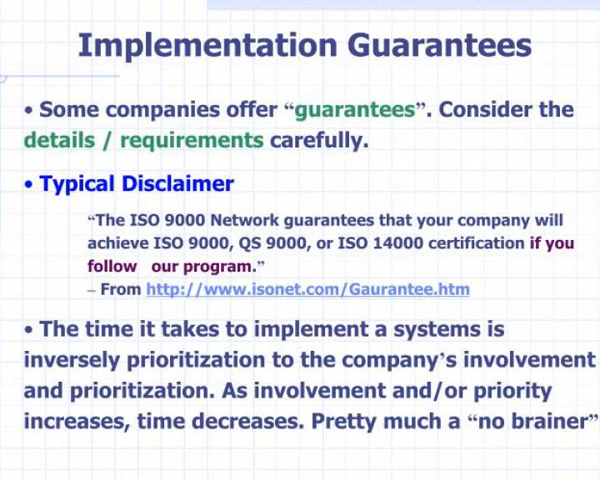 Implementation Guarantees
• Some companies offer “guarantees”. Consider the
details / requirements carefully.
• Typical Disclaimer
“The ISO 9000 Network guarantees that your company will
achieve ISO 9000, QS 9000, or ISO 14000 certification if you
follow our program.”
– From http://www.isonet.com/Gaurantee.htm
• The time it takes to implement a systems is
inversely prioritization to the company’s involvement
and prioritization. As involvement and/or priority
increases, time decreases. Pretty much a “no brainer”